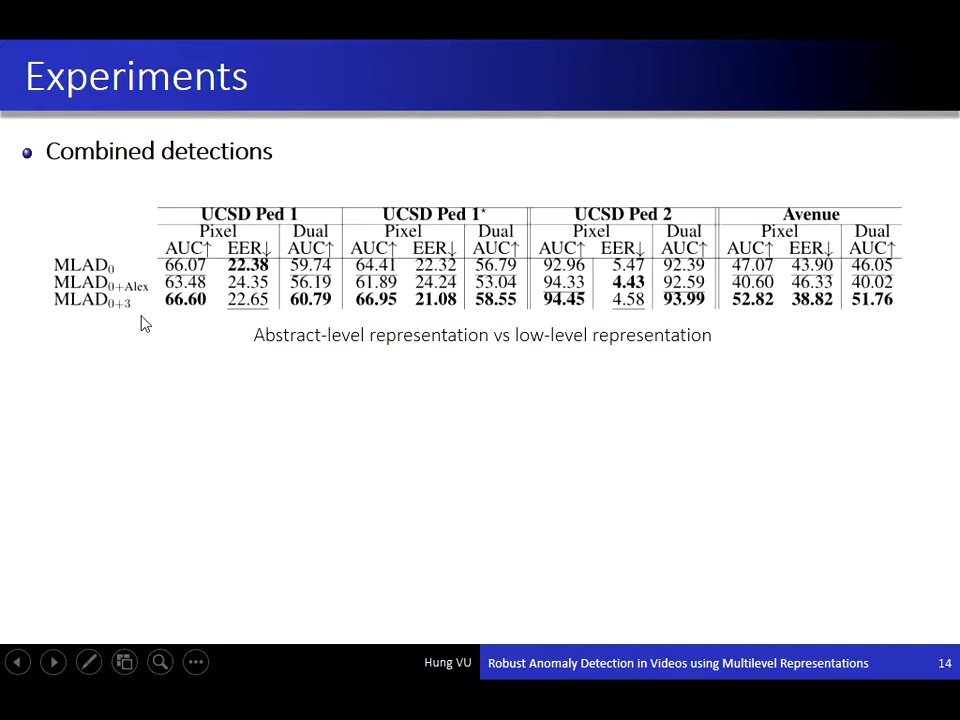 Experiments
Combined detections
UCSD Ped 1 UCSD Ped 1* UCSD Ped 2 Avenue
Pixel Dual Pixel Dual Pixel Dual Pixel Dual
AUC↑ EER↓ AUC↑ AUC↑ EER↓ AUC↑ AUC↑ EER↓ AUC↑ AUC↑ EER↓ AUC↑
MLAD0 66.07 22.38 59.74 64.41 22.32 56.79 92.96 5.47 92.39 47.07 43.90 46.05
MLAD0+Alex 63.48 24.35 56.19 61.89 24.24 53.04 94.33 4.43 92.59 40.60 46.33 40.02
MLAD0+3 66.60 22.65 60.79 66.95 21.08 58.55 94.45 4.58 93.99 52.82 38.82 51.76
Abstract-level representation vs low-level representation
Hung VU Robust Anomaly Detection in Videos using Multilevel Representations 14